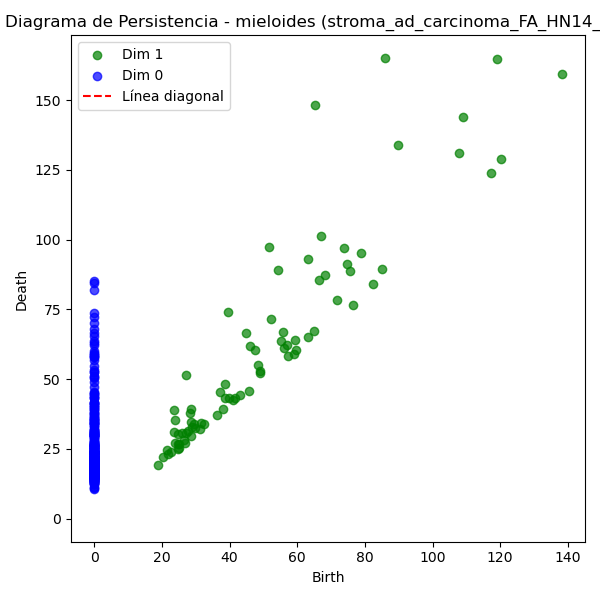 Diagrama de Persistencia - mieloides (stroma_ad_carcinoma_FA_HN14_
Dim 1
Dim 0
Línea diagonal
150
125
100
75
50
25
0
Death
0 20 40 60 80 100 120 140
Birth